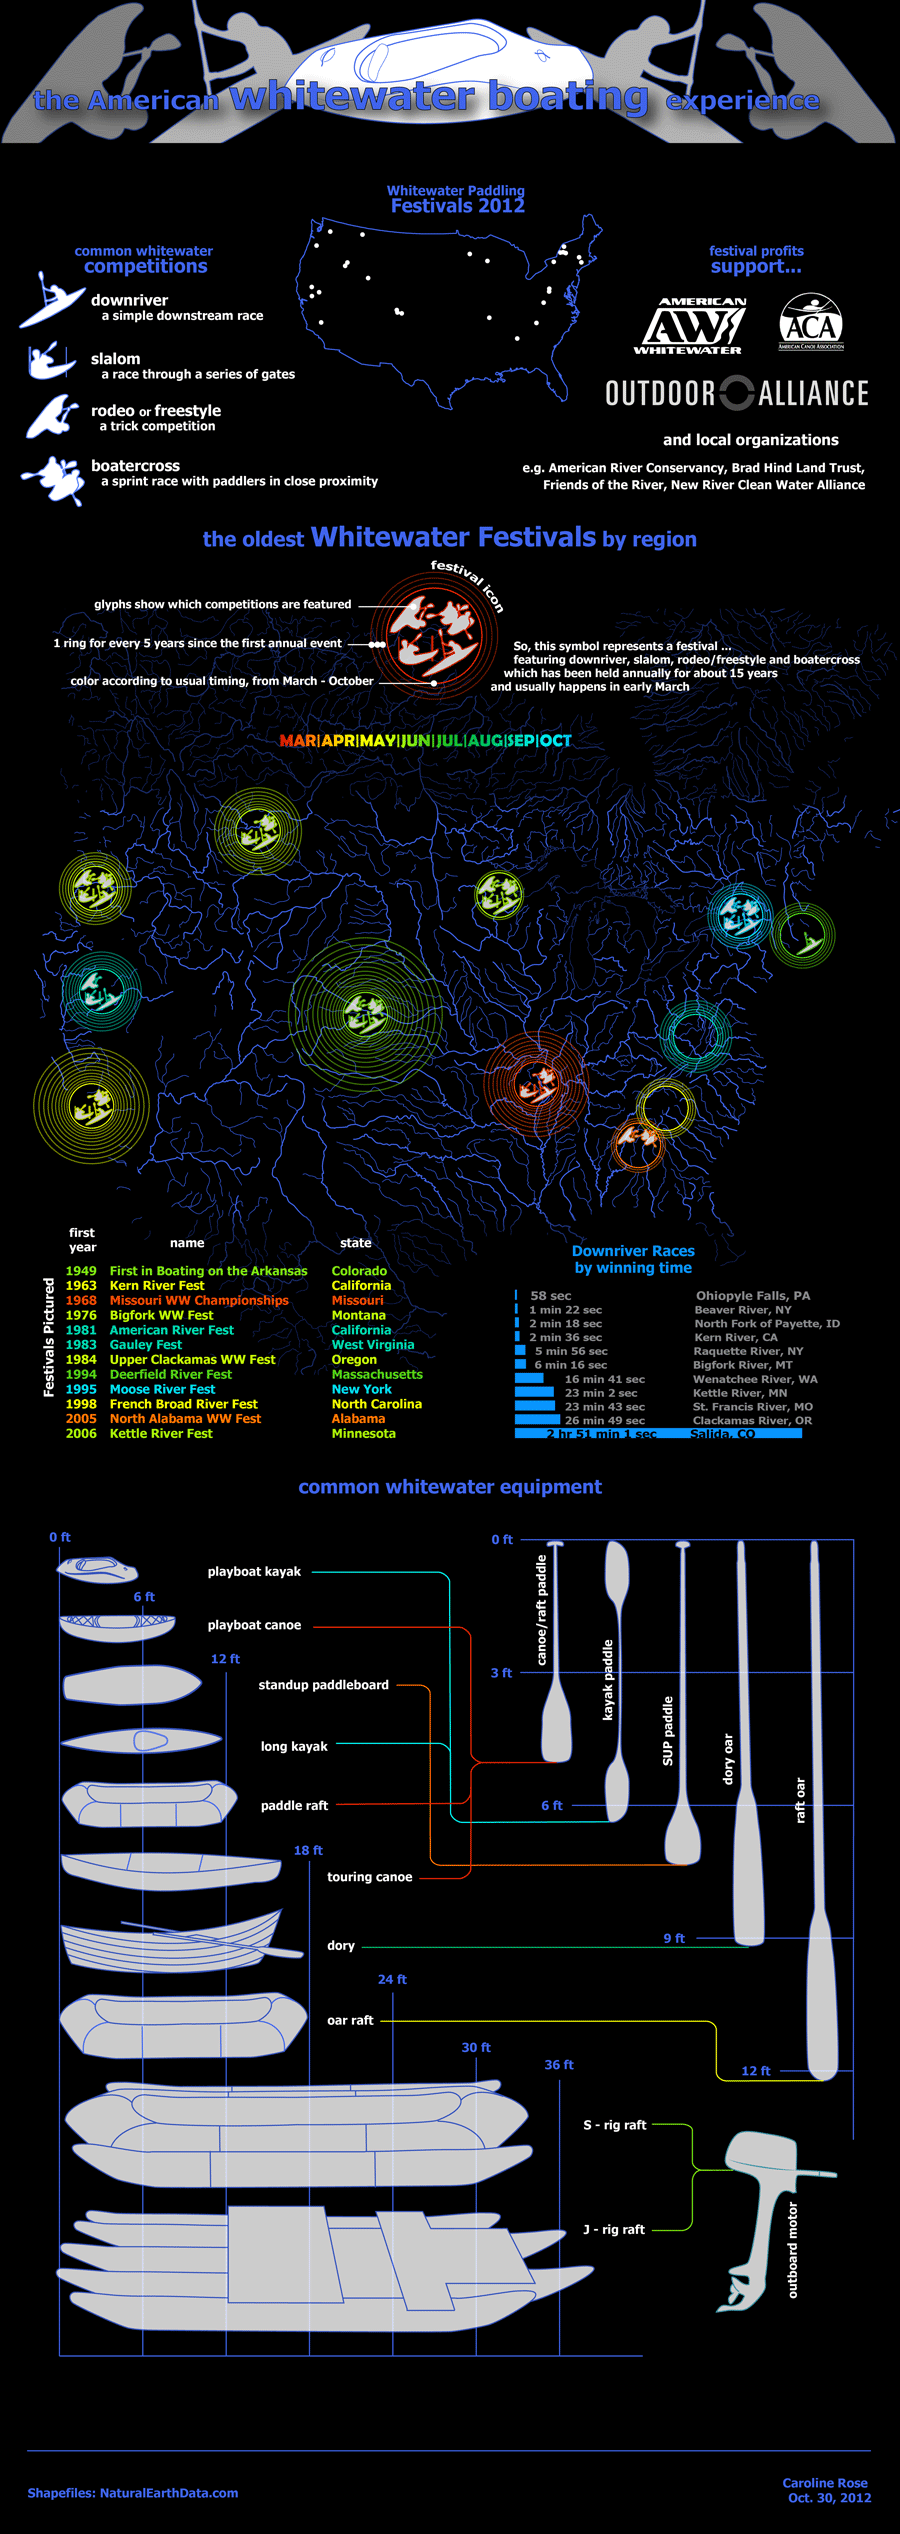 the American whitewater boating experience
Whitewater Paddling
Festivals 2012
common whitewater
competitions
downriver
a simple downstream race
slalom
a race through a series of gates
rodeo or freestyle
a trick competition
boatercross
a sprint race with paddlers in close proximity
festival profits
support...
AMERICAN
AW
WHITEWATER
ACA
AMERICAN CANOE ASSOCIATION
OUTDOOR ALLIANCE
and local organizations
e.g. American River Conservancy, Brad Hind Land Trust,
Friends of the River, New River Clean Water Alliance
the oldest Whitewater Festivals by region
festival icon
glyphs show which competitions are featured
1 ring for every 5 years since the first annual event
color according to usual timing, from March - October
So, this symbol represents a festival ...
featuring downriver, slalom, rodeo/freestyle and boatercross
which has been held annually for about 15 years
and usually happens in early March
MAR|APR|MAY|JUN|JUL|AUG|SEP|OCT
first
year
name
state
Festivals Pictured
1949 First in Boating on the Arkansas Colorado
1963 Kern River Fest California
1968 Missouri WW Championships Missouri
1976 Bigfork WW Fest Montana
1981 American River Fest California
1983 Gauley Fest West Virginia
1984 Upper Clackamas WW Fest Oregon
1994 Deerfield River Fest Massachusetts
1995 Moose River Fest New York
1998 French Broad River Fest North Carolina
2005 North Alabama WW Fest Alabama
2006 Kettle River Fest Minnesota
Downriver Races
by winning time
58 sec Ohiopyle Falls, PA
1 min 22 sec Beaver River, NY
2 min 18 sec North Fork of Payette, ID
2 min 36 sec Kern River, CA
5 min 56 sec Raquette River, NY
6 min 16 sec Bigfork River, MT
16 min 41 sec Wenatchee River, WA
23 min 2 sec Kettle River, MN
23 min 43 sec St. Francis River, MO
26 min 49 sec Clackamas River, OR
2 hr 51 min 1 sec Salida, CO
common whitewater equipment
0 ft
playboat kayak
6 ft
playboat canoe
12 ft
standup paddleboard
long kayak
paddle raft
18 ft
touring canoe
dory
24 ft
oar raft
30 ft
36 ft
S - rig raft
J - rig raft
0 ft
canoe/raft paddle
kayak paddle
3 ft
SUP paddle
dory oar
raft oar
6 ft
9 ft
12 ft
outboard motor
Shapefiles: NaturalEarthData.com
Caroline Rose
Oct. 30, 2012